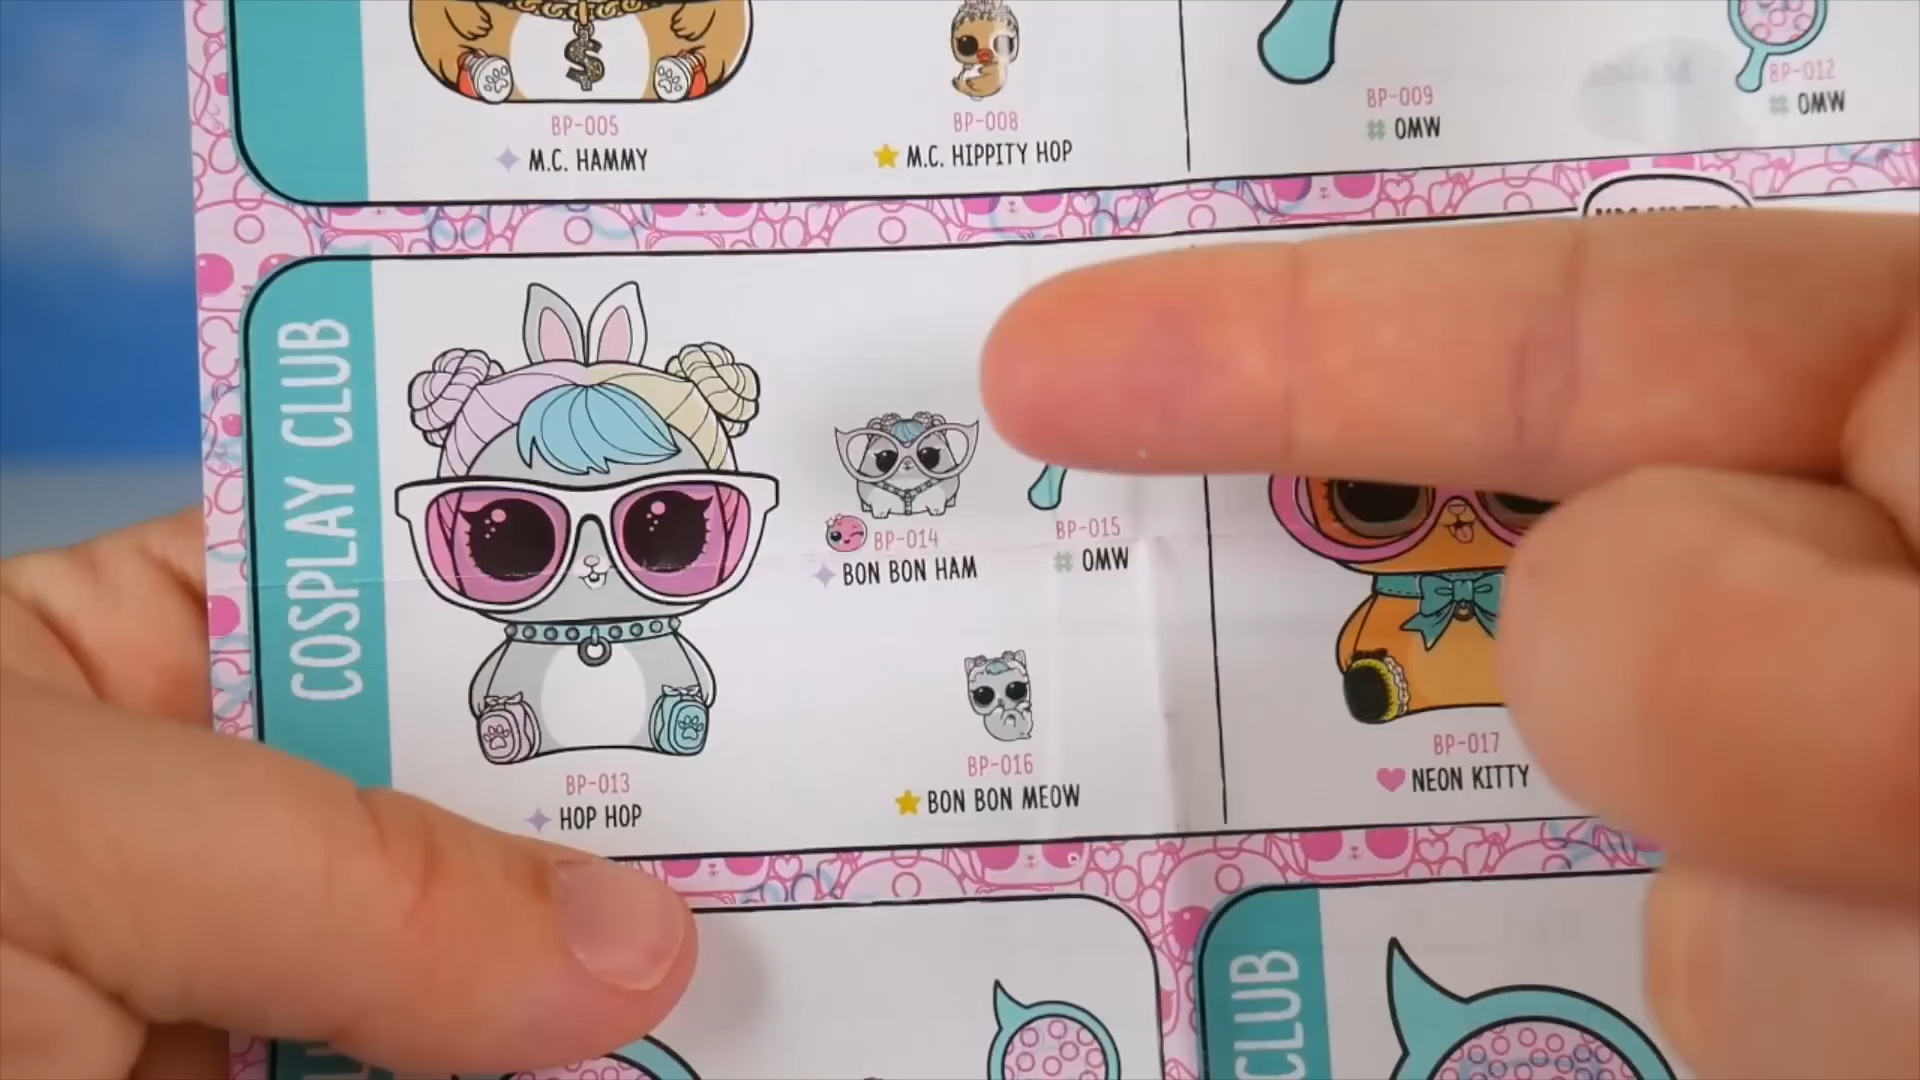 BP-005
M.C. HAMMY
BP-008
M.C. HIPPITY HOP
BP-009
# OMW
BP-012
# OMW
COSPLAY CLUB
BP-013
HOP HOP
BP-014
BON BON HAM
BP-015
# OMW
BP-016
BON BON MEOW
BP-017
NEON KITTY
CLUB